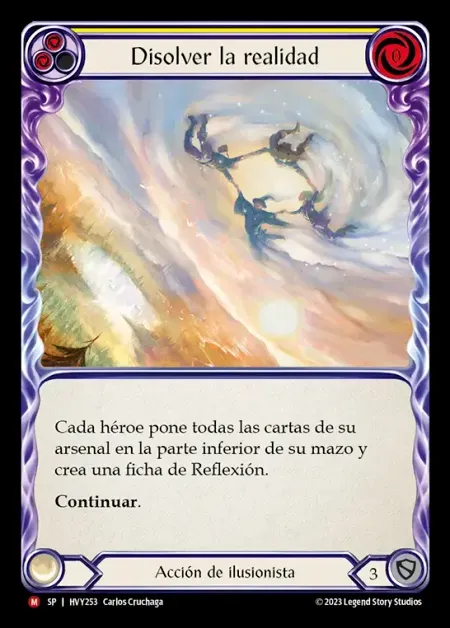 Disolver la realidad
0
Cada héroe pone todas las cartas de su
arsenal en la parte inferior de su mazo y
crea una ficha de Reflexión.
Continuar.
Acción de ilusionista
3
M SP | HVY253 Carlos Cruchaga
© 2023 Legend Story Studios